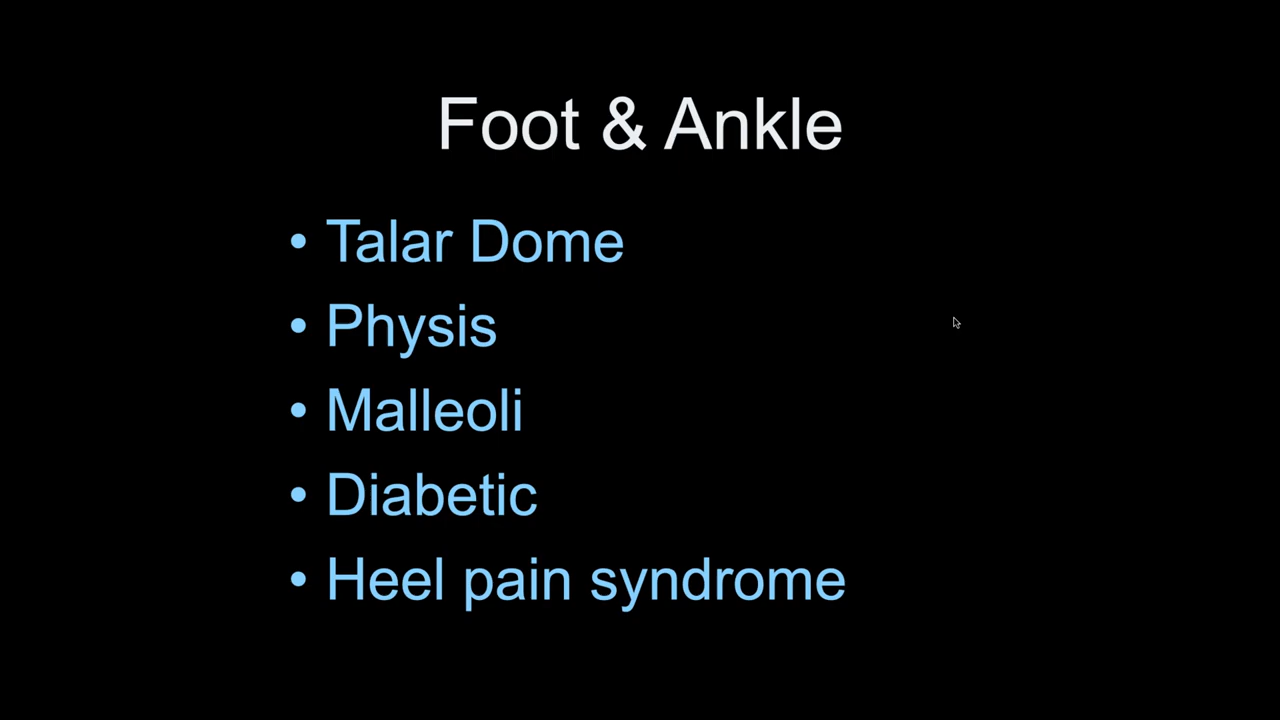 Foot & Ankle
• Talar Dome
• Physis
• Malleoli
• Diabetic
• Heel pain syndrome